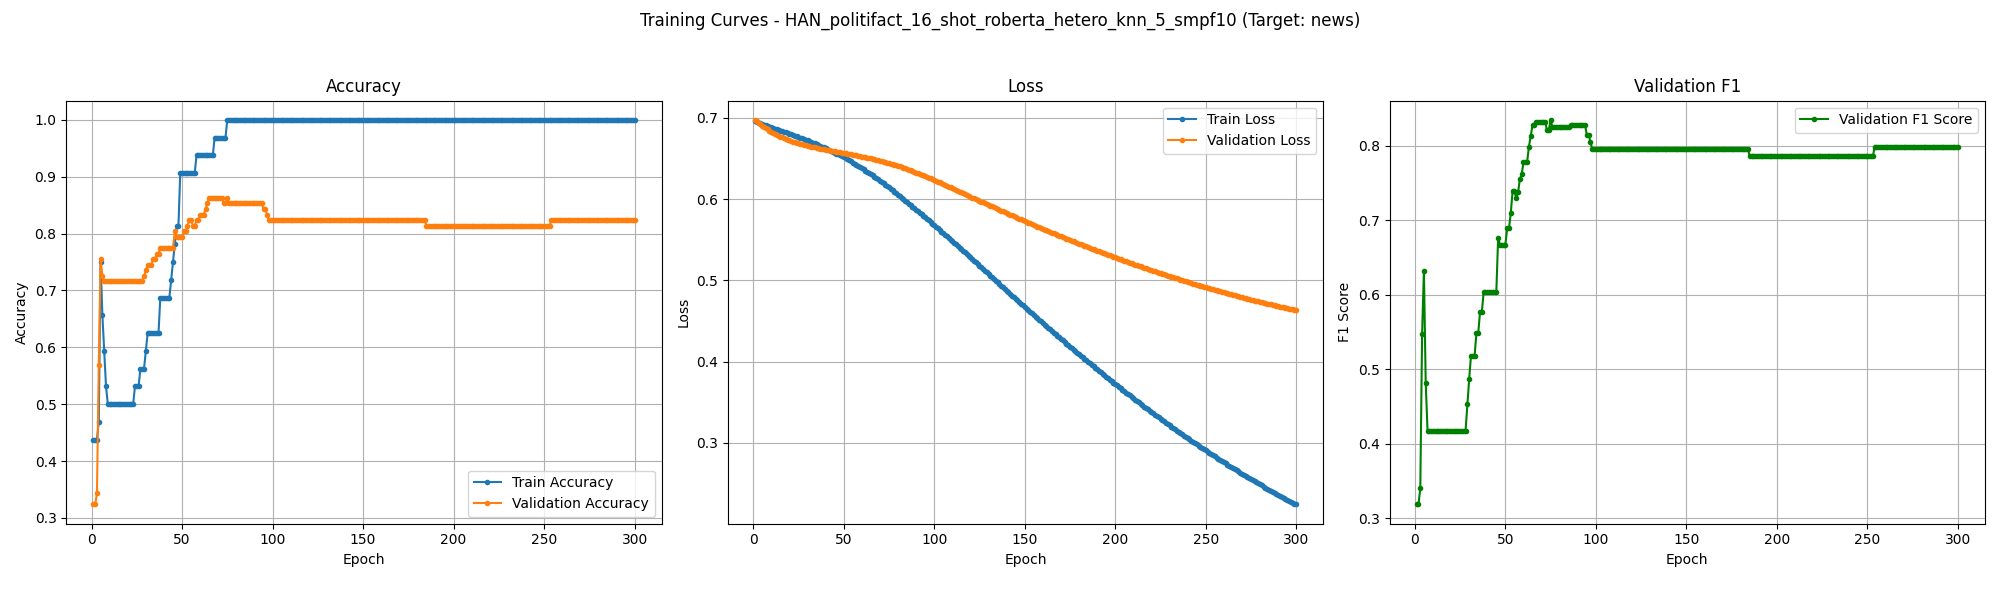 Training Curves - HAN_politifact_16_shot_roberta_hetero_knn_5_smpf10 (Target: news)
Accuracy
1.0
0.9
0.8
0.7
0.6
0.5
0.4
0.3
Accuracy
0 50 100 150 200 250 300
Epoch
Train Accuracy
Validation Accuracy
Loss
0.7
0.6
0.5
0.4
0.3
Loss
0 50 100 150 200 250 300
Epoch
Train Loss
Validation Loss
Validation F1
0.8
0.7
0.6
0.5
0.4
0.3
F1 Score
0 50 100 150 200 250 300
Epoch
Validation F1 Score